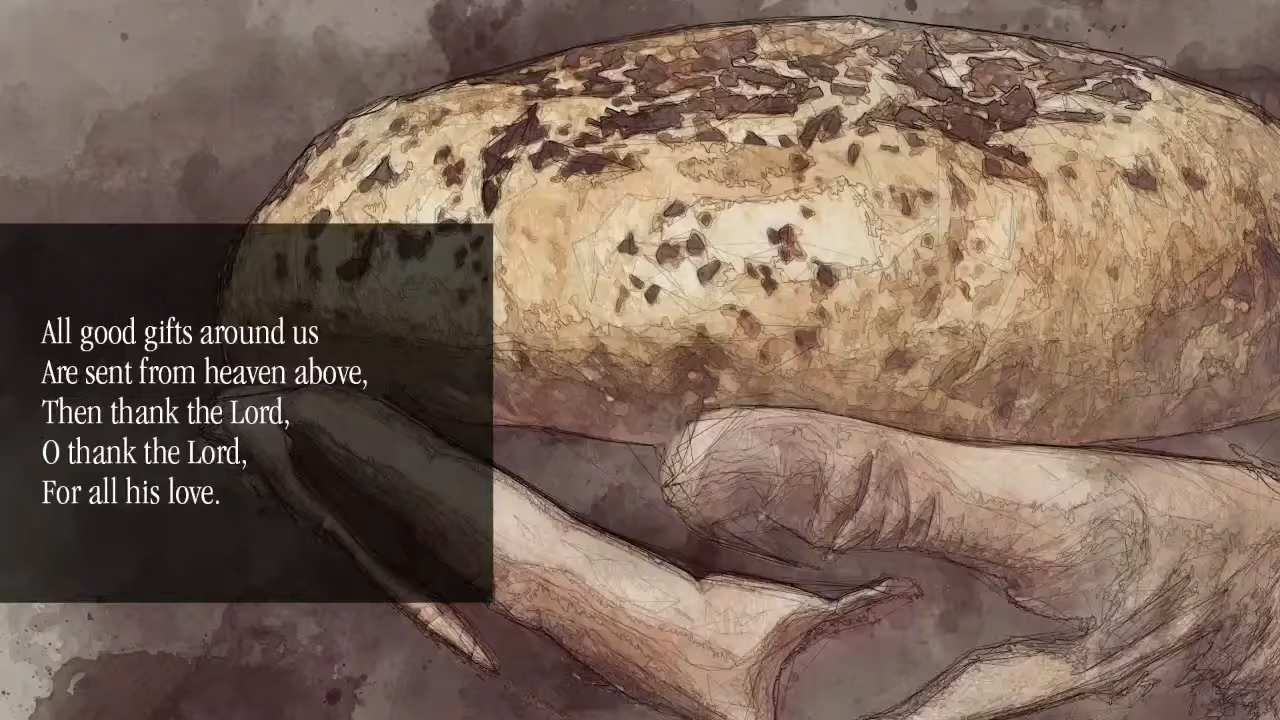 All good gifts around us
Are sent from heaven above,
Then thank the Lord,
O thank the Lord,
For all his love.